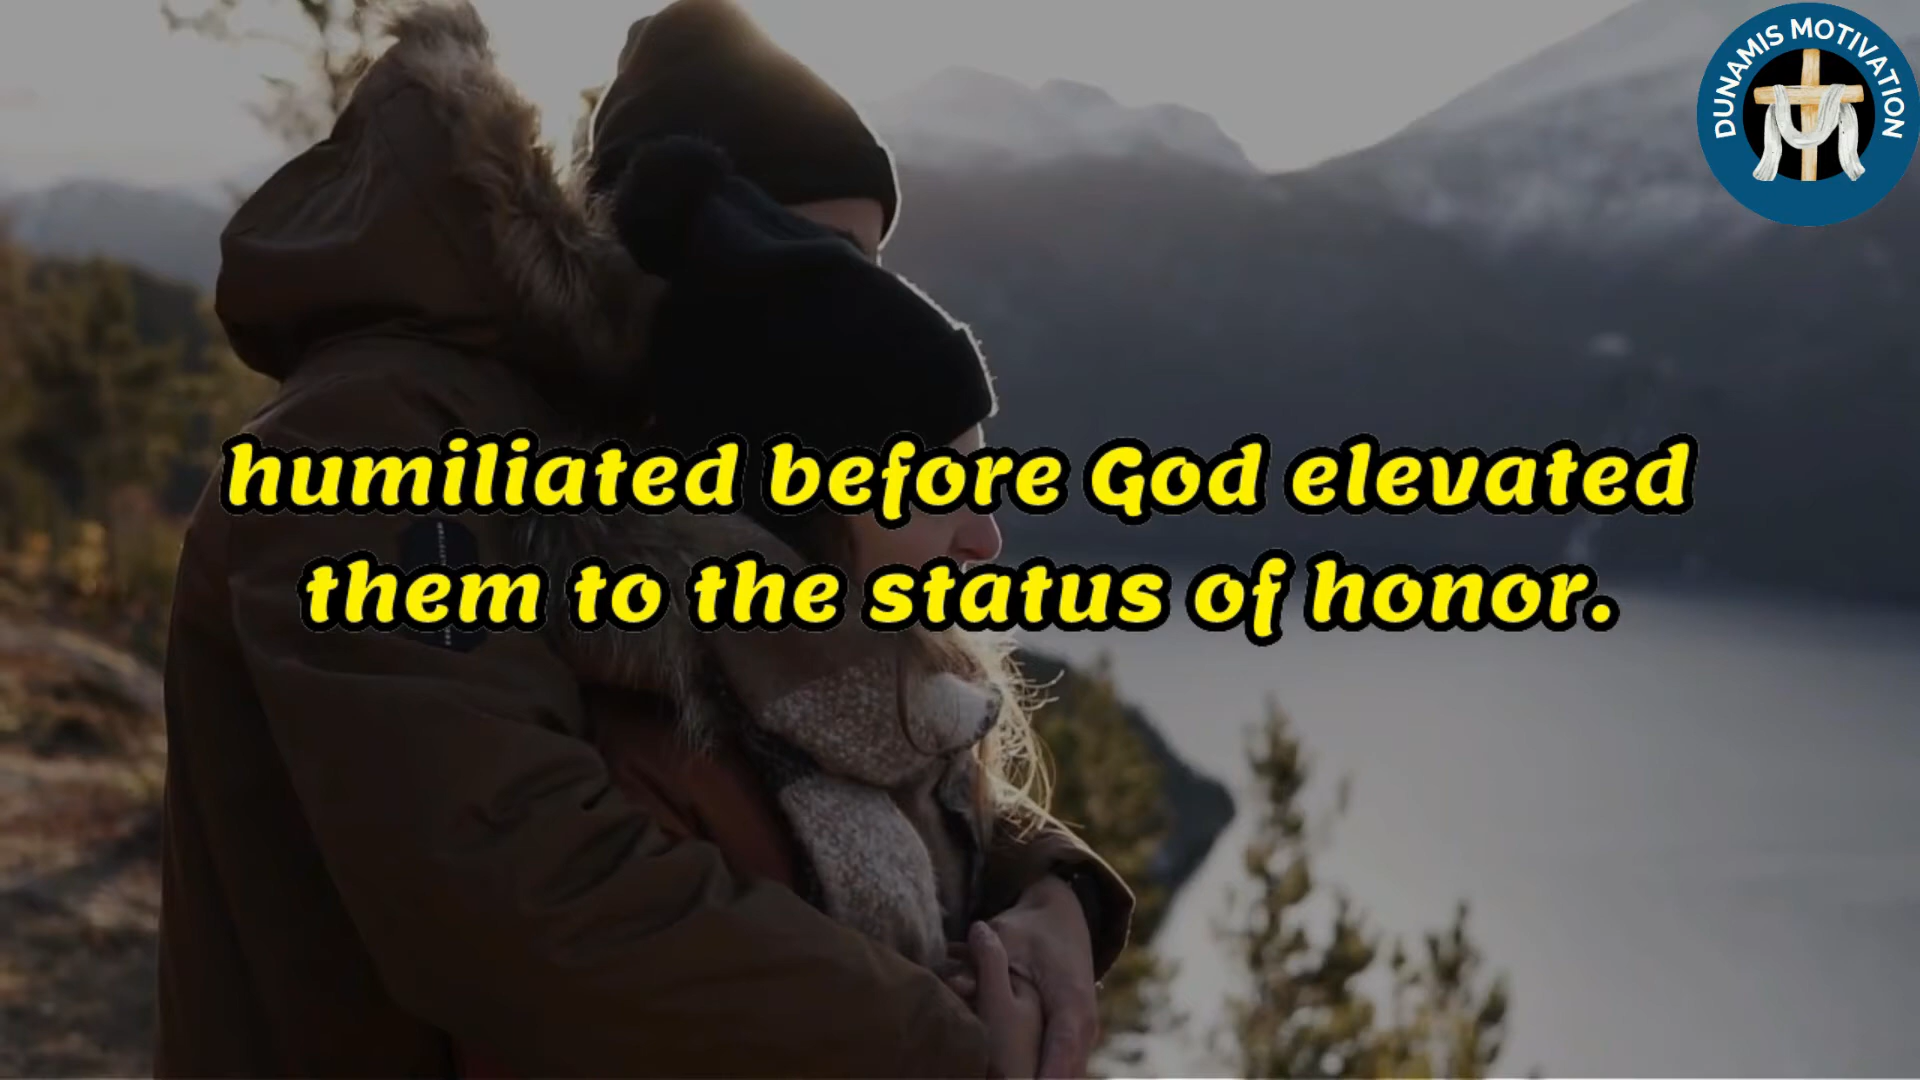 DUNAMIS MOTIVATION
humiliated before God elevated
them to the status of honor.